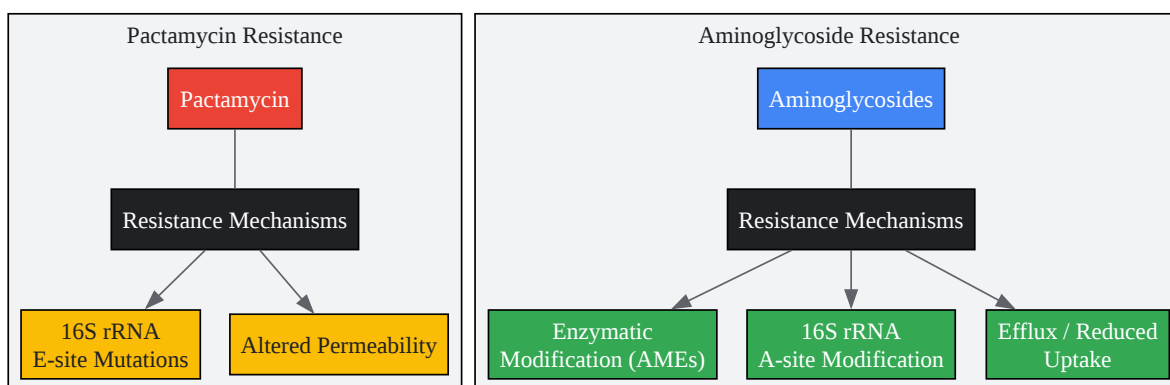 Pactamycin Resistance
Pactamycin
Resistance Mechanisms
16S rRNA
E-site Mutations
Altered Permeability
Aminoglycoside Resistance
Aminoglycosides
Resistance Mechanisms
Enzymatic
Modification (AMEs)
16S rRNA
A-site Modification
Efflux / Reduced
Uptake